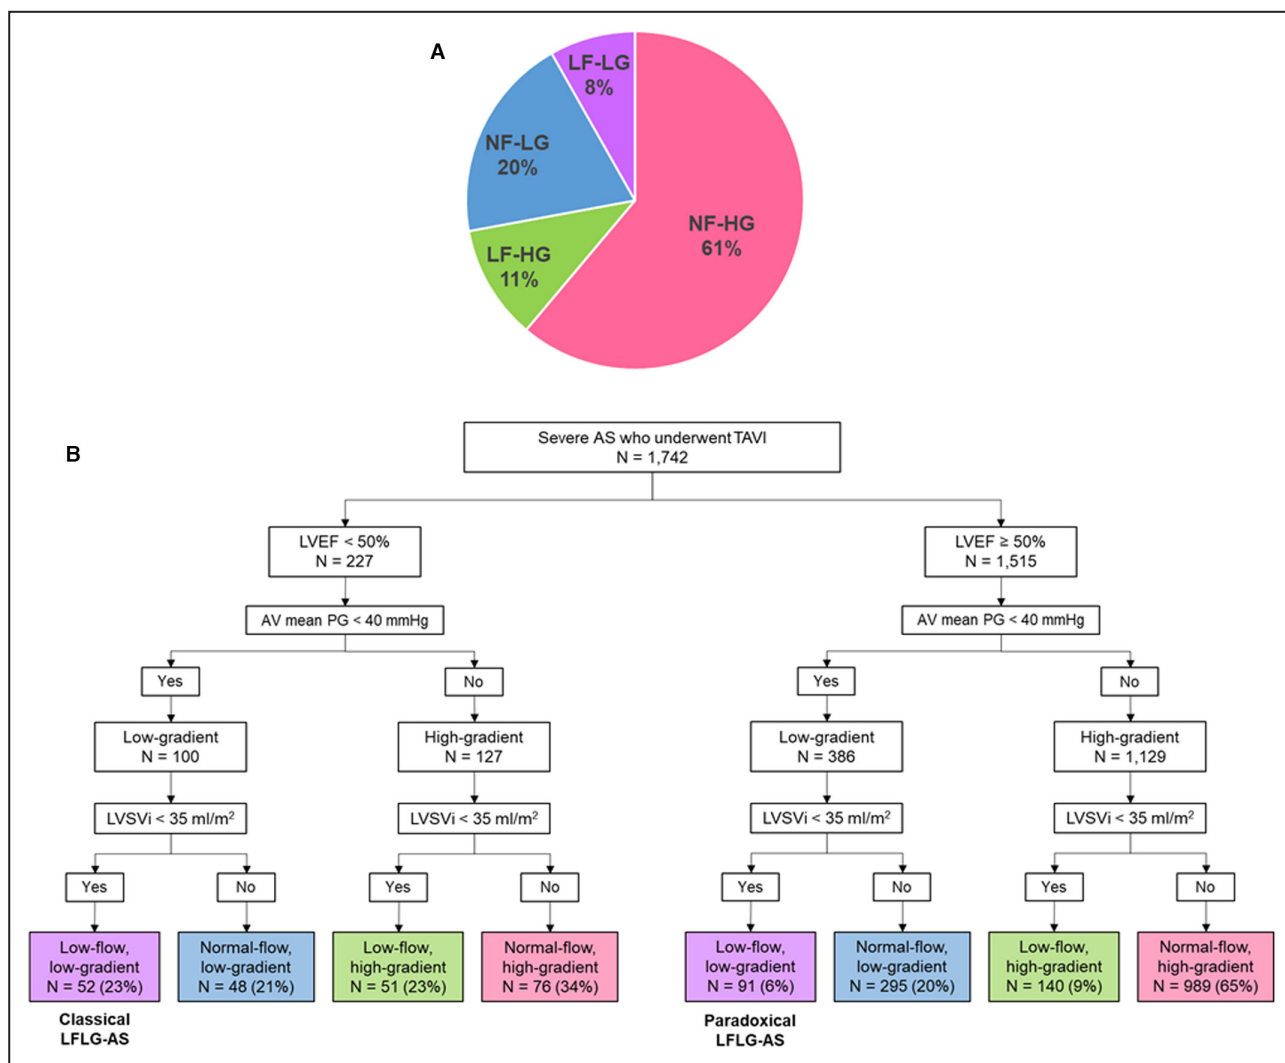 A
LF-LG
8%
NF-LG
20%
NF-HG
61%
LF-HG
11%
B
Severe AS who underwent TAVI
N = 1,742
LVEF < 50%
N = 227
LVEF ≥ 50%
N = 1,515
AV mean PG < 40 mmHg
AV mean PG < 40 mmHg
Yes
No
Yes
No
Low-gradient
N = 100
High-gradient
N = 127
Low-gradient
N = 386
High-gradient
N = 1,129
LVSVi < 35 ml/m²
LVSVi < 35 ml/m²
LVSVi < 35 ml/m²
LVSVi < 35 ml/m²
Yes
No
Yes
No
Yes
No
Yes
No
Low-flow,
low-gradient
N = 52 (23%)
Normal-flow,
low-gradient
N = 48 (21%)
Low-flow,
high-gradient
N = 51 (23%)
Normal-flow,
high-gradient
N = 76 (34%)
Low-flow,
low-gradient
N = 91 (6%)
Normal-flow,
low-gradient
N = 295 (20%)
Low-flow,
high-gradient
N = 140 (9%)
Normal-flow,
high-gradient
N = 989 (65%)
Classical
LFLG-AS
Paradoxical
LFLG-AS